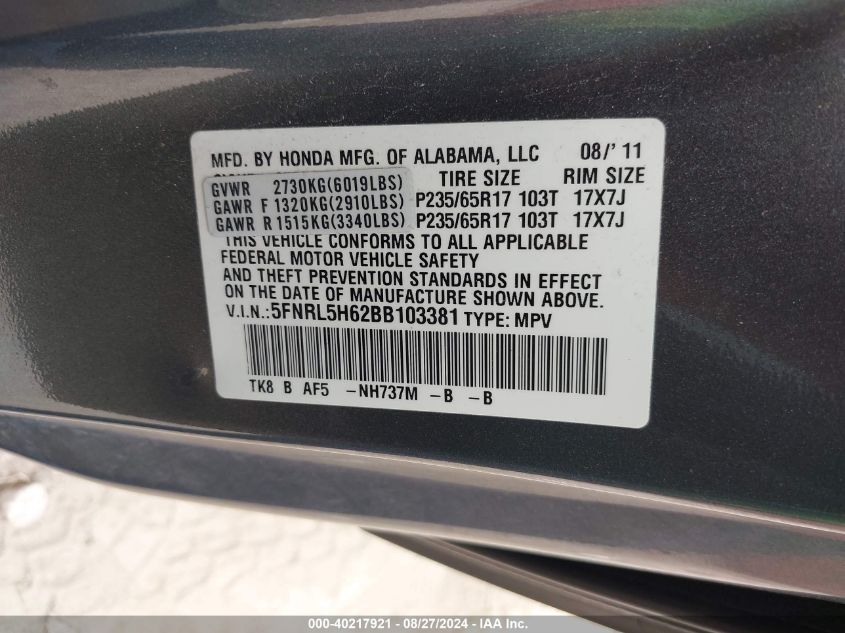 MFD. BY HONDA MFG. OF ALABAMA, LLC 08/'11
GVWR 2730KG(6019LBS) TIRE SIZE RIM SIZE
GAWR F 1320KG(2910LBS) P235/65R17 103T 17X7J
GAWR R 1515KG(3340LBS) P235/65R17 103T 17X7J
THIS VEHICLE CONFORMS TO ALL APPLICABLE
FEDERAL MOTOR VEHICLE SAFETY
AND THEFT PREVENTION STANDARDS IN EFFECT
ON THE DATE OF MANUFACTURE SHOWN ABOVE.
V.I.N.:5FNRL5H62BB103381 TYPE: MPV
TK8 B AF5 -NH737M -B -B
000-40217921 - 08/27/2024 - www.iaai.com